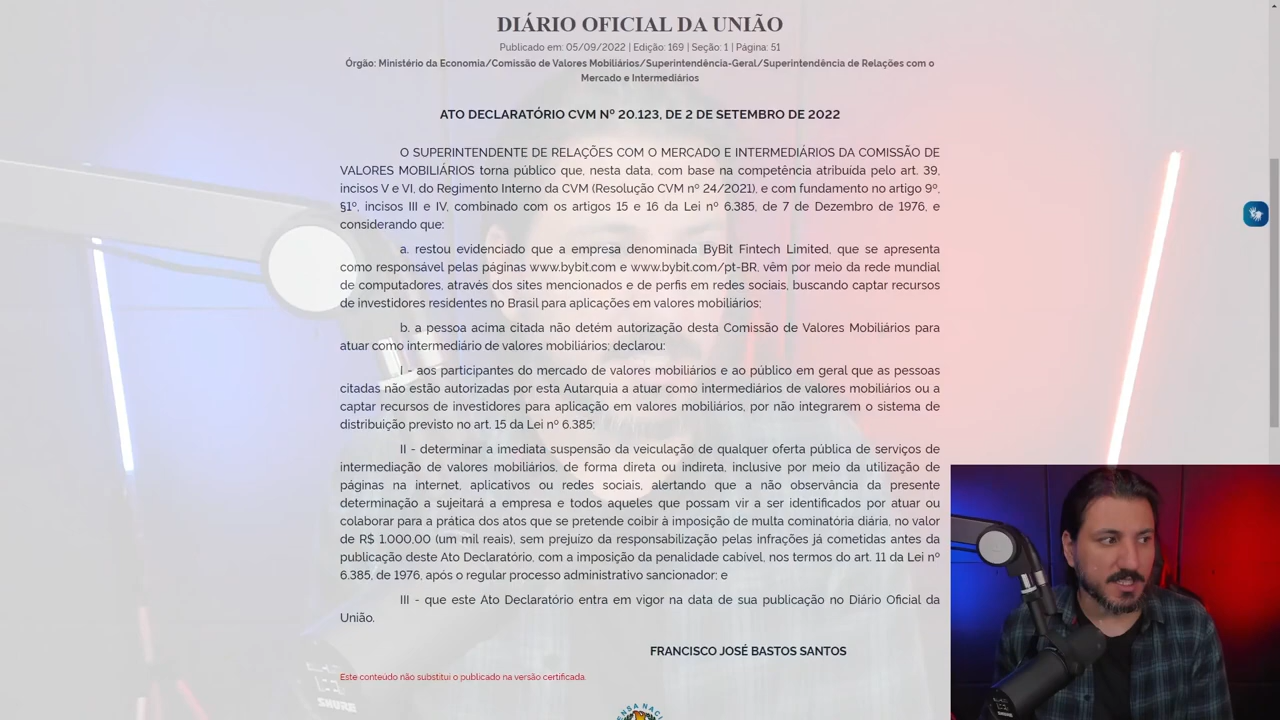 DIÁRIO OFICIAL DA UNIÃO
Publicado em: 05/09/2022 | Edição: 169 | Seção: 1 | Página: 51
Órgão: Ministério da Economia/Comissão de Valores Mobiliários/Superintendência-Geral/Superintendência de Relações com o
Mercado e Intermediários
ATO DECLARATÓRIO CVM Nº 20.123, DE 2 DE SETEMBRO DE 2022
O SUPERINTENDENTE DE RELAÇÕES COM O MERCADO E INTERMEDIÁRIOS DA COMISSÃO DE
VALORES MOBILIÁRIOS torna público que, nesta data, com base na competência atribuída pelo art. 39,
incisos V e VI, do Regimento Interno da CVM (Resolução CVM nº 24/2021), e com fundamento no artigo 9º,
§1º, incisos III e IV, combinado com os artigos 15 e 16 da Lei nº 6.385, de 7 de Dezembro de 1976, e
considerando que:
a. restou evidenciado que a empresa denominada ByBit Fintech Limited, que se apresenta
como responsável pelas páginas www.bybit.com e www.bybit.com/pt-BR, vêm por meio da rede mundial
de computadores, através dos sites mencionados e de perfis em redes sociais, buscando captar recursos
de investidores residentes no Brasil para aplicações em valores mobiliários;
b. a pessoa acima citada não detém autorização desta Comissão de Valores Mobiliários para
atuar como intermediário de valores mobiliários; declarou:
I - aos participantes do mercado de valores mobiliários e ao público em geral que as pessoas
citadas não estão autorizadas por esta Autarquia a atuar como intermediários de valores mobiliários ou a
captar recursos de investidores para aplicação em valores mobiliários, por não integrarem o sistema de
distribuição previsto no art. 15 da Lei nº 6.385;
II - determinar a imediata suspensão da veiculação de qualquer oferta pública de serviços de
intermediação de valores mobiliários, de forma direta ou indireta, inclusive por meio da utilização de
páginas na internet, aplicativos ou redes sociais, alertando que a não observância da presente
determinação a sujeitará a empresa e todos aqueles que possam vir a ser identificados por atuar ou
colaborar para a prática dos atos que se pretende coibir à imposição de multa cominatória diária, no valor
de R$ 1.000,00 (um mil reais), sem prejuízo da responsabilização pelas infrações já cometidas antes da
publicação deste Ato Declaratório, com a imposição da penalidade cabível, nos termos do art. 11 da Lei nº
6.385, de 1976, após o regular processo administrativo sancionador; e
III - que este Ato Declaratório entra em vigor na data de sua publicação no Diário Oficial da
União.
FRANCISCO JOSÉ BASTOS SANTOS
Este conteúdo não substitui o publicado na versão certificada.
SHURE